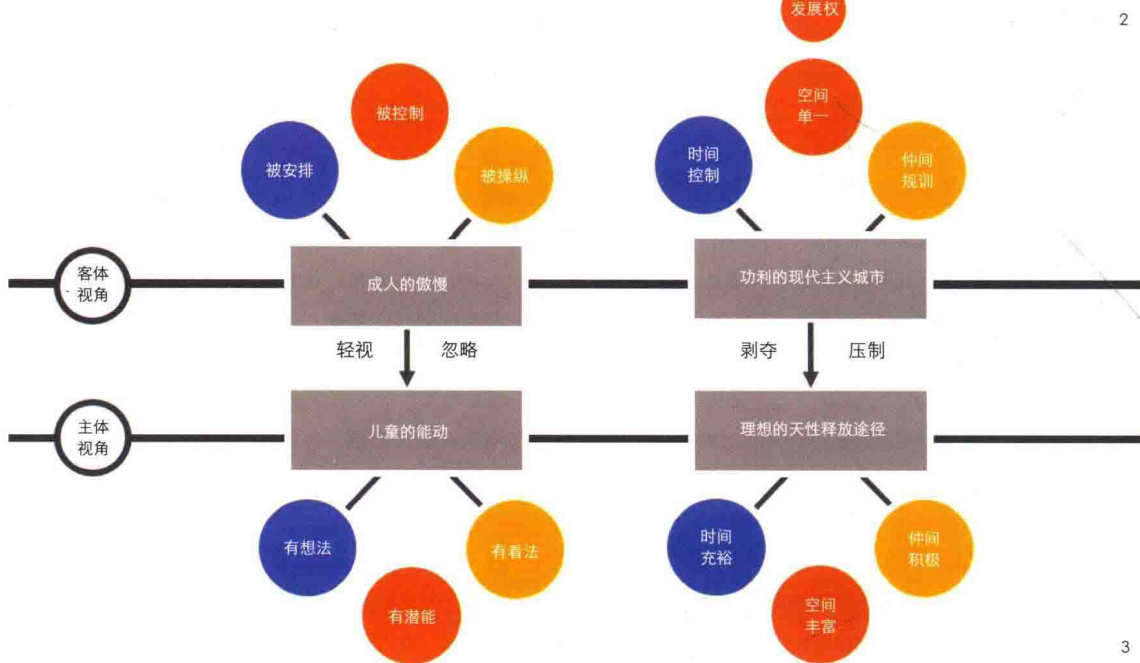 发展权
2
被控制
空间
单一
被安排
被操纵
时间
控制
仲间
规训
客体
视角
成人的傲慢
功利的现代主义城市
轻视
忽略
剥夺
压制
主体
视角
儿童的能动
理想的天性释放途径
有想法
有看法
时间
充裕
仲间
积极
有潜能
空间
丰富
3